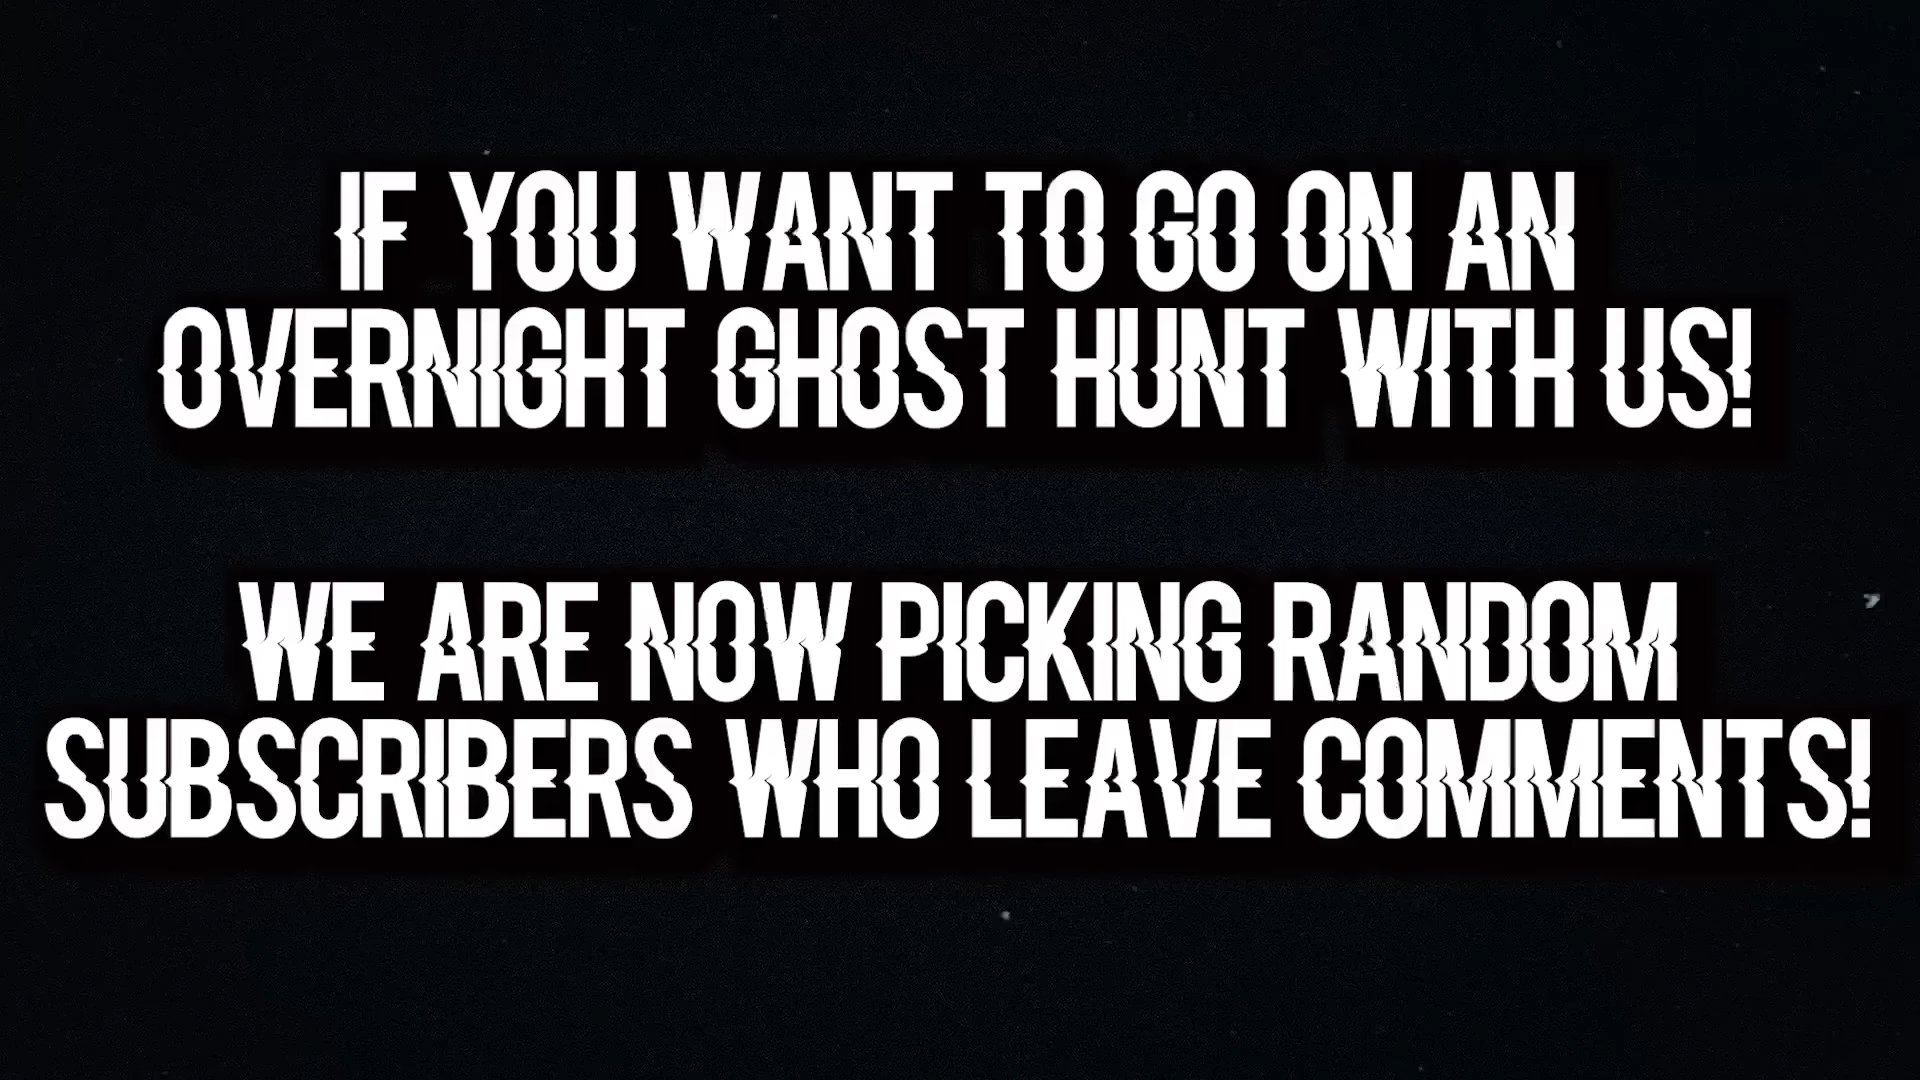 IF YOU WANT TO GO ON AN
OVERNIGHT GHOST HUNT WITH US!
WE ARE NOW PICKING RANDOM
SUBSCRIBERS WHO LEAVE COMMENTS!